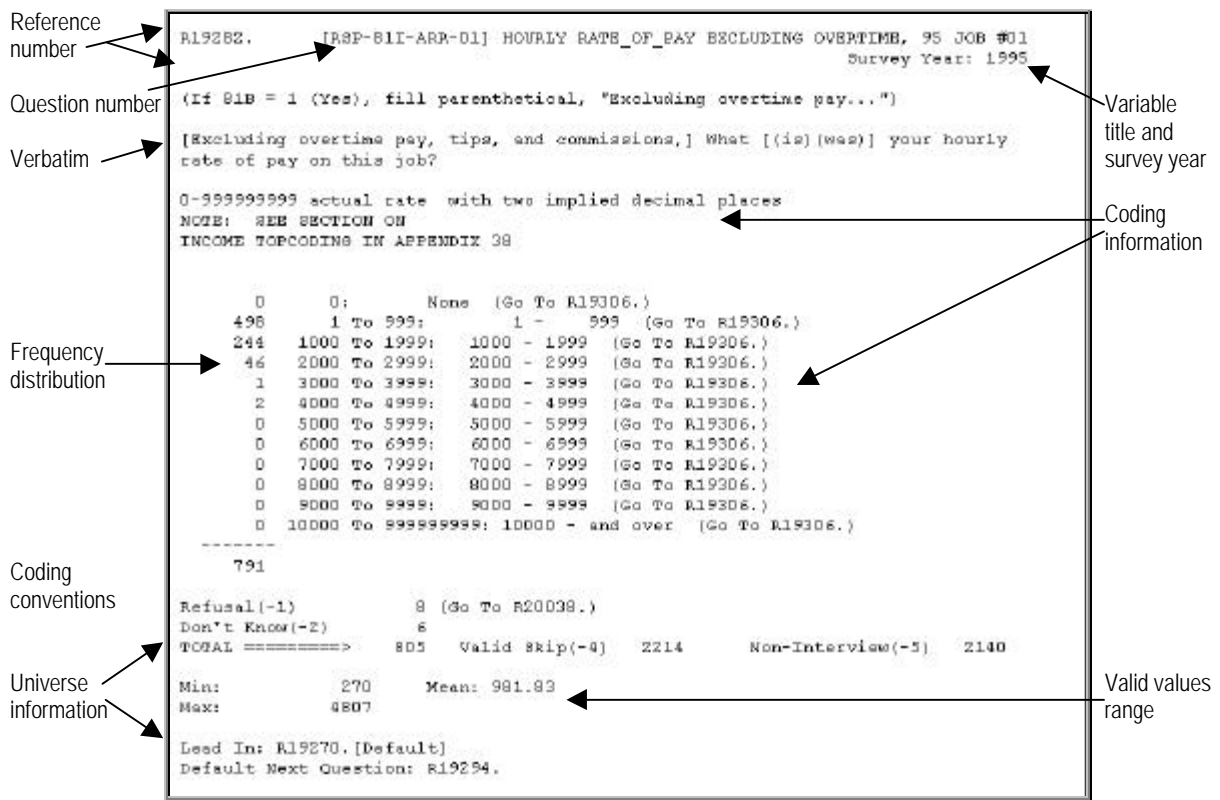 Reference
number
Question number
Verbatim
Frequency
distribution
Coding
conventions
Universe
information
R19282. [RSP-81I-ARR-01] HOURLY RATE_OF_PAY EXCLUDING OVERTIME, 95 JOB #01
Survey Year: 1995
(If 81B = 1 (Yes), fill parenthetical, "Excluding overtime pay...")
[Excluding overtime pay, tips, and commissions,] What [(is)(was)] your hourly
rate of pay on this job?
0-999999999 actual rate with two implied decimal places
NOTE: SEE SECTION ON
INCOME TOPCODING IN APPENDIX 38
0 0: None (Go To R19306.)
498 1 To 999: 1 - 999 (Go To R19306.)
244 1000 To 1999: 1000 - 1999 (Go To R19306.)
46 2000 To 2999: 2000 - 2999 (Go To R19306.)
1 3000 To 3999: 3000 - 3999 (Go To R19306.)
2 4000 To 4999: 4000 - 4999 (Go To R19306.)
0 5000 To 5999: 5000 - 5999 (Go To R19306.)
0 6000 To 6999: 6000 - 6999 (Go To R19306.)
0 7000 To 7999: 7000 - 7999 (Go To R19306.)
0 8000 To 8999: 8000 - 8999 (Go To R19306.)
0 9000 To 9999: 9000 - 9999 (Go To R19306.)
0 10000 To 999999999: 10000 - and over (Go To R19306.)
-------
791
Refusal(-1) 8 (Go To R20038.)
Don't Know(-2) 6
TOTAL =========> 805 Valid Skip(-4) 2214 Non-Interview(-5) 2140
Min: 270 Mean: 981.83
Max: 4807
Lead In: R19270.[Default]
Default Next Question: R19294.
Variable
title and
survey year
Coding
information
Valid values
range